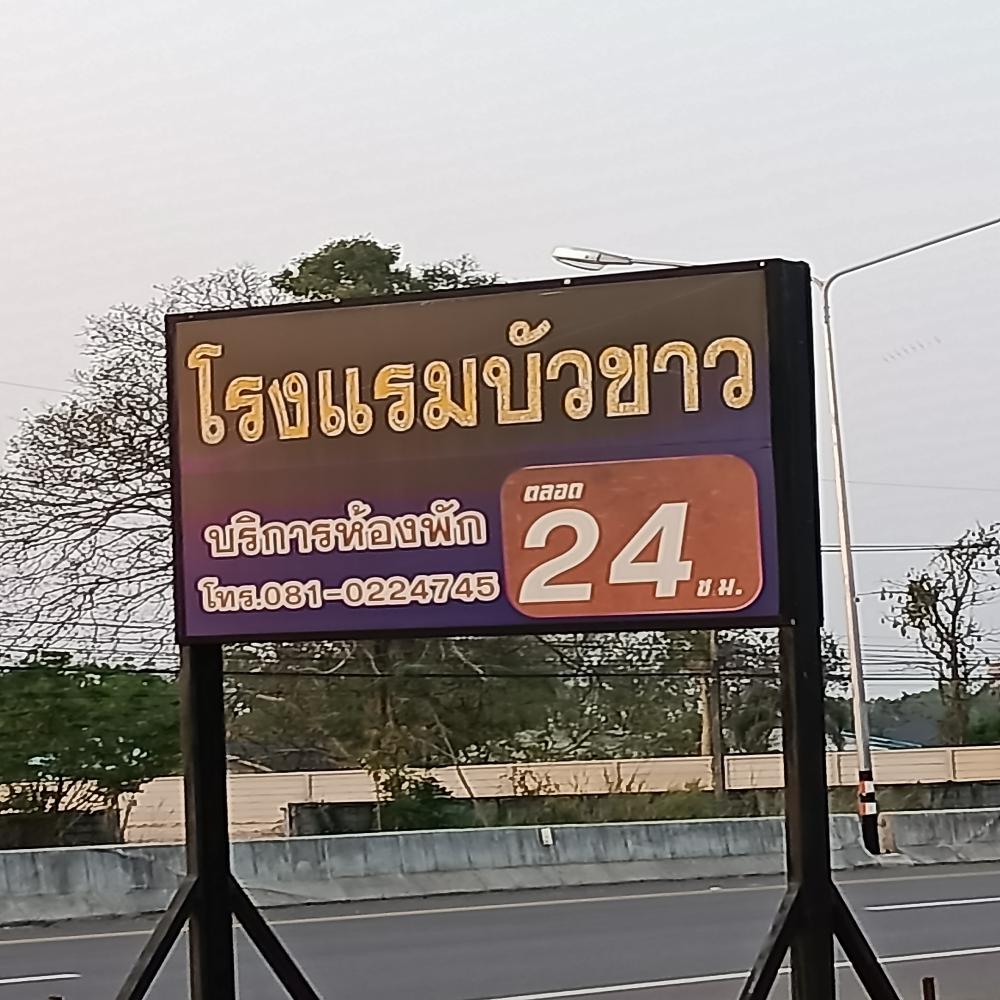 โรงแรมบัวขาว
บริการห้องพัก
โทร.081-0224745
ตลอด
24 ช ม.